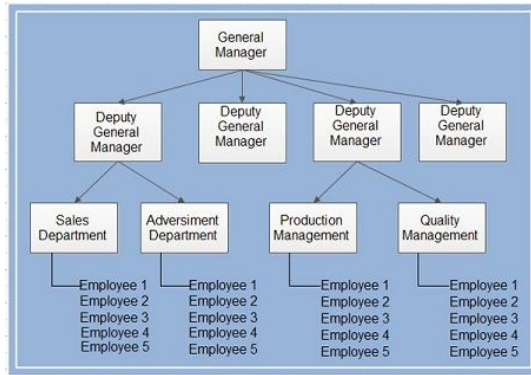 General
Manager
Deputy
General
Manager
Deputy
General
Manager
Deputy
General
Manager
Deputy
General
Manager
Sales
Department
Adversiment
Department
Production
Management
Quality
Management
Employee 1
Employee 2
Employee 3
Employee 4
Employee 5
Employee 1
Employee 2
Employee 3
Employee 4
Employee 5
Employee 1
Employee 2
Employee 3
Employee 4
Employee 5
Employee 1
Employee 2
Employee 3
Employee 4
Employee 5